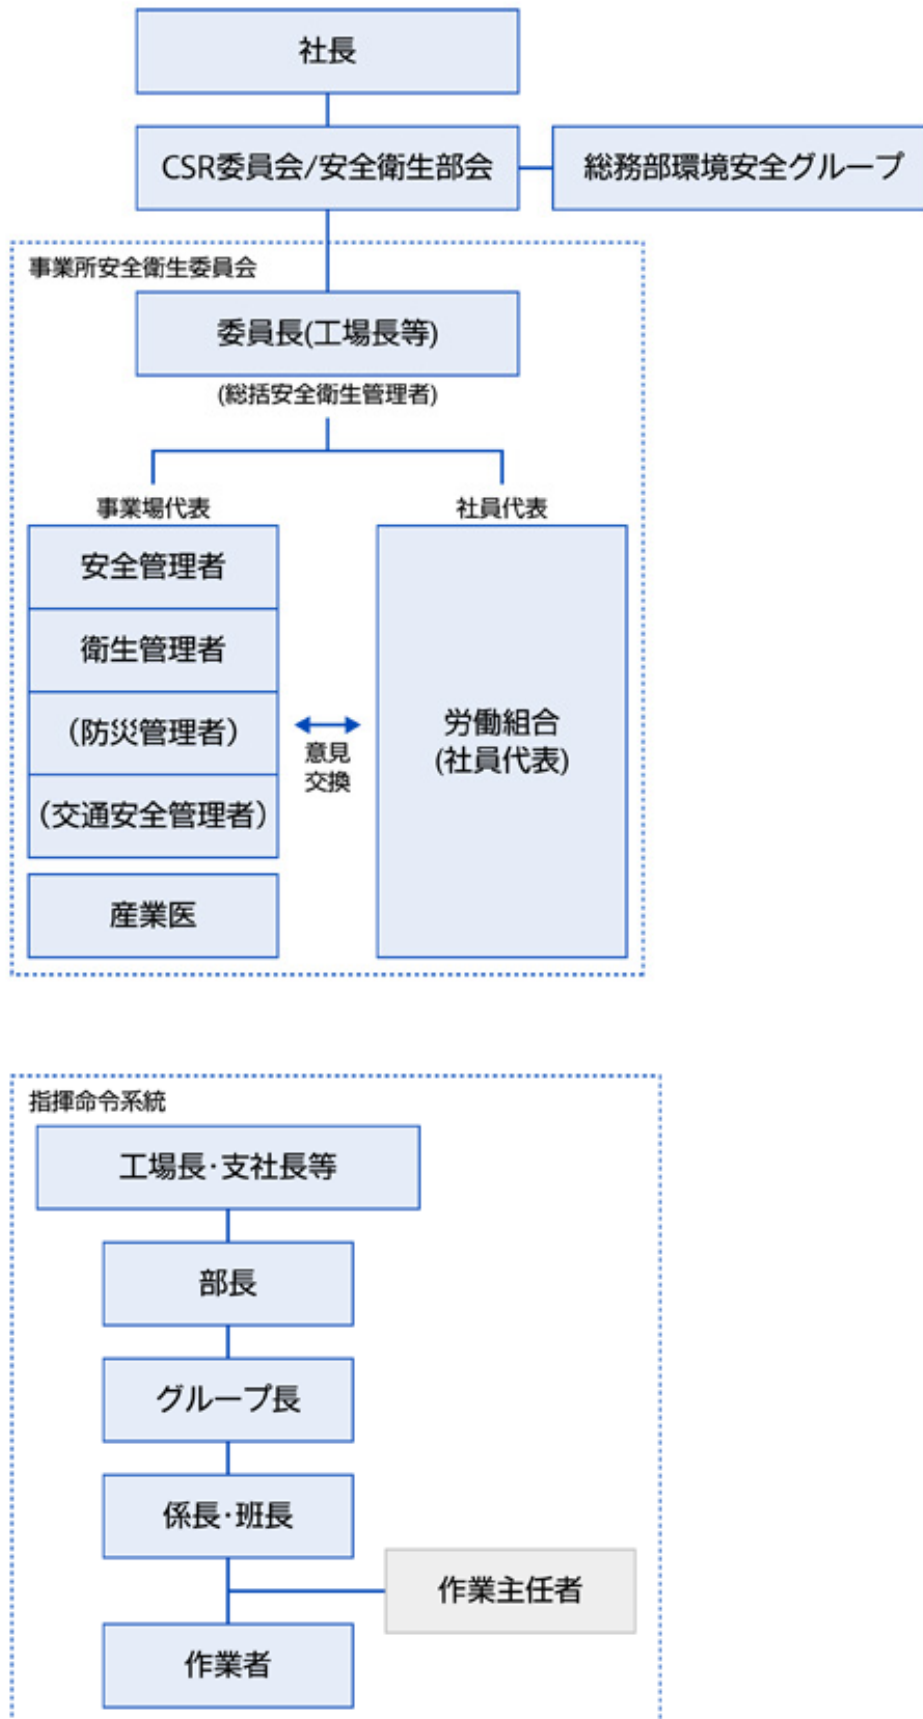 社長
CSR委員会/安全衛生部会
総務部環境安全グループ
事業所安全衛生委員会
委員長(工場長等)
(総括安全衛生管理者)
事業場代表
社員代表
安全管理者
衛生管理者
（防災管理者）
（交通安全管理者）
産業医
意見
交換
労働組合
(社員代表)
指揮命令系統
工場長･支社長等
部長
グループ長
係長･班長
作業主任者
作業者